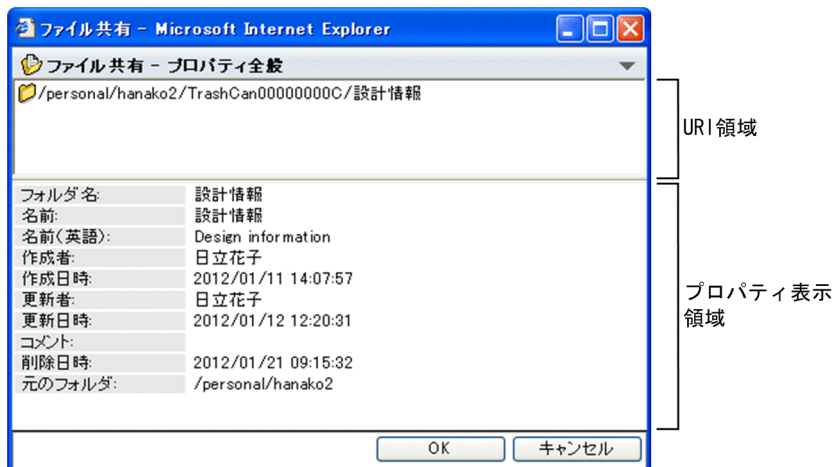 ファイル共有 - Microsoft Internet Explorer
ファイル共有 - プロパティ全般
/personal/hanako2/TrashCan00000000C/設計情報
URI領域
フォルダ名: 設計情報
名前: 設計情報
名前(英語): Design information
作成者: 日立花子
作成日時: 2012/01/11 14:07:57
更新者: 日立花子
更新日時: 2012/01/12 12:20:31
コメント:
削除日時: 2012/01/21 09:15:32
元のフォルダ: /personal/hanako2
プロパティ表示
領域
OK キャンセル